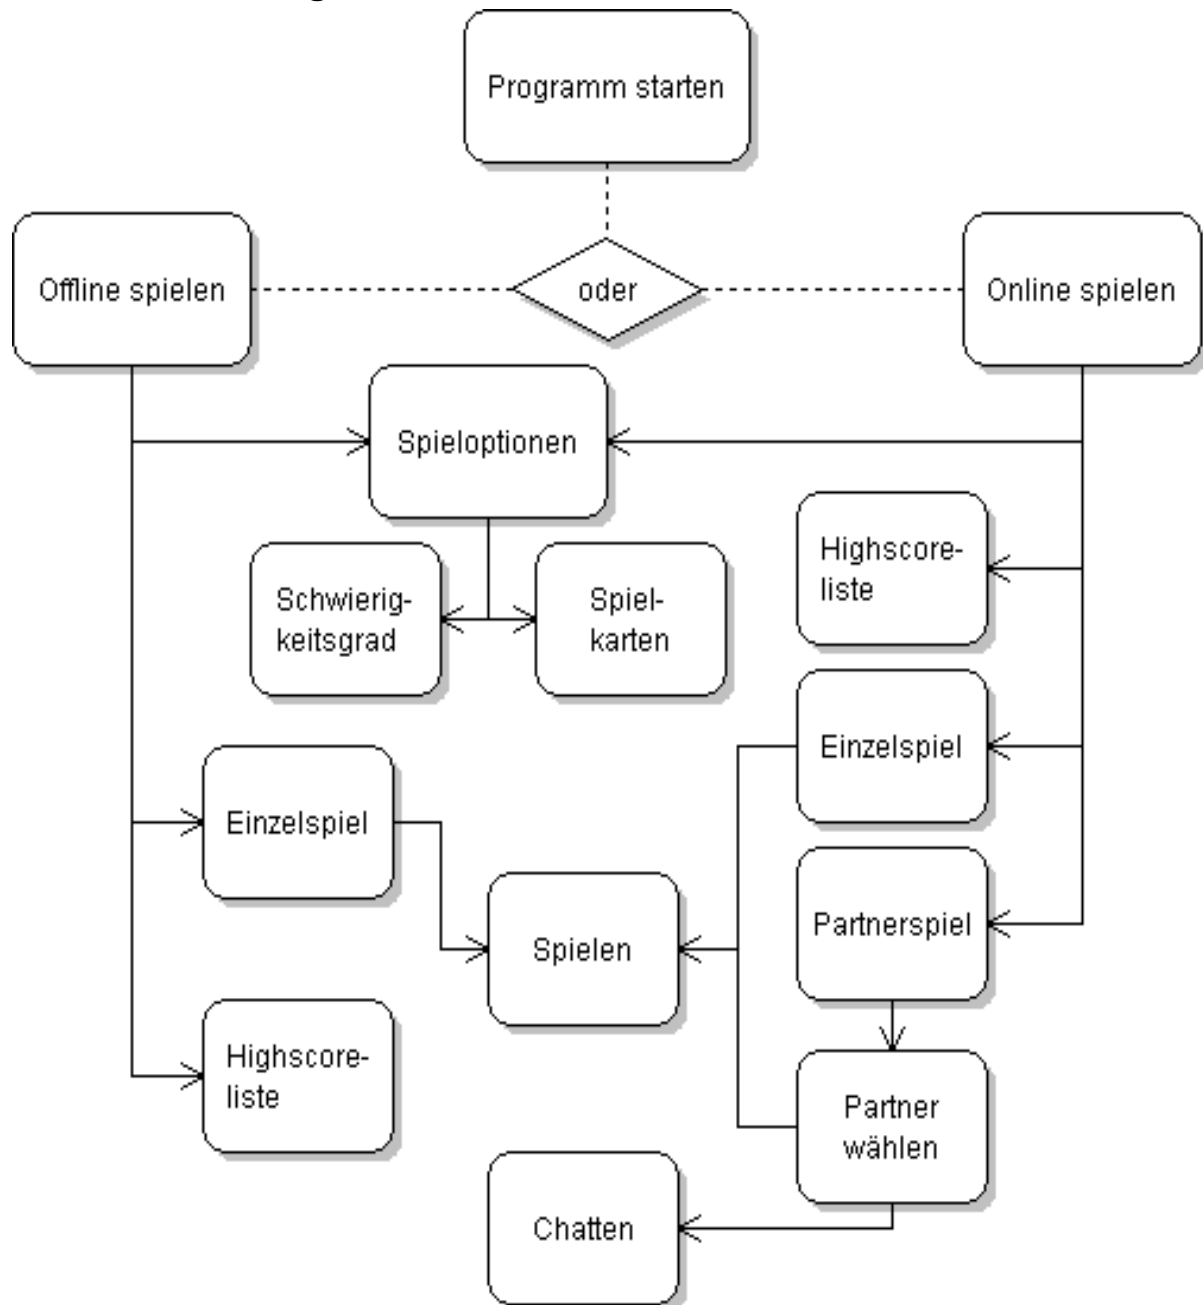 Programm starten
Offline spielen
oder
Online spielen
Spieloptionen
Highscore-
liste
Schwierig-
keitsgrad
Spiel-
karten
Einzelspiel
Einzelspiel
Partnerspiel
Spielen
Highscore-
liste
Partner
wählen
Chatten